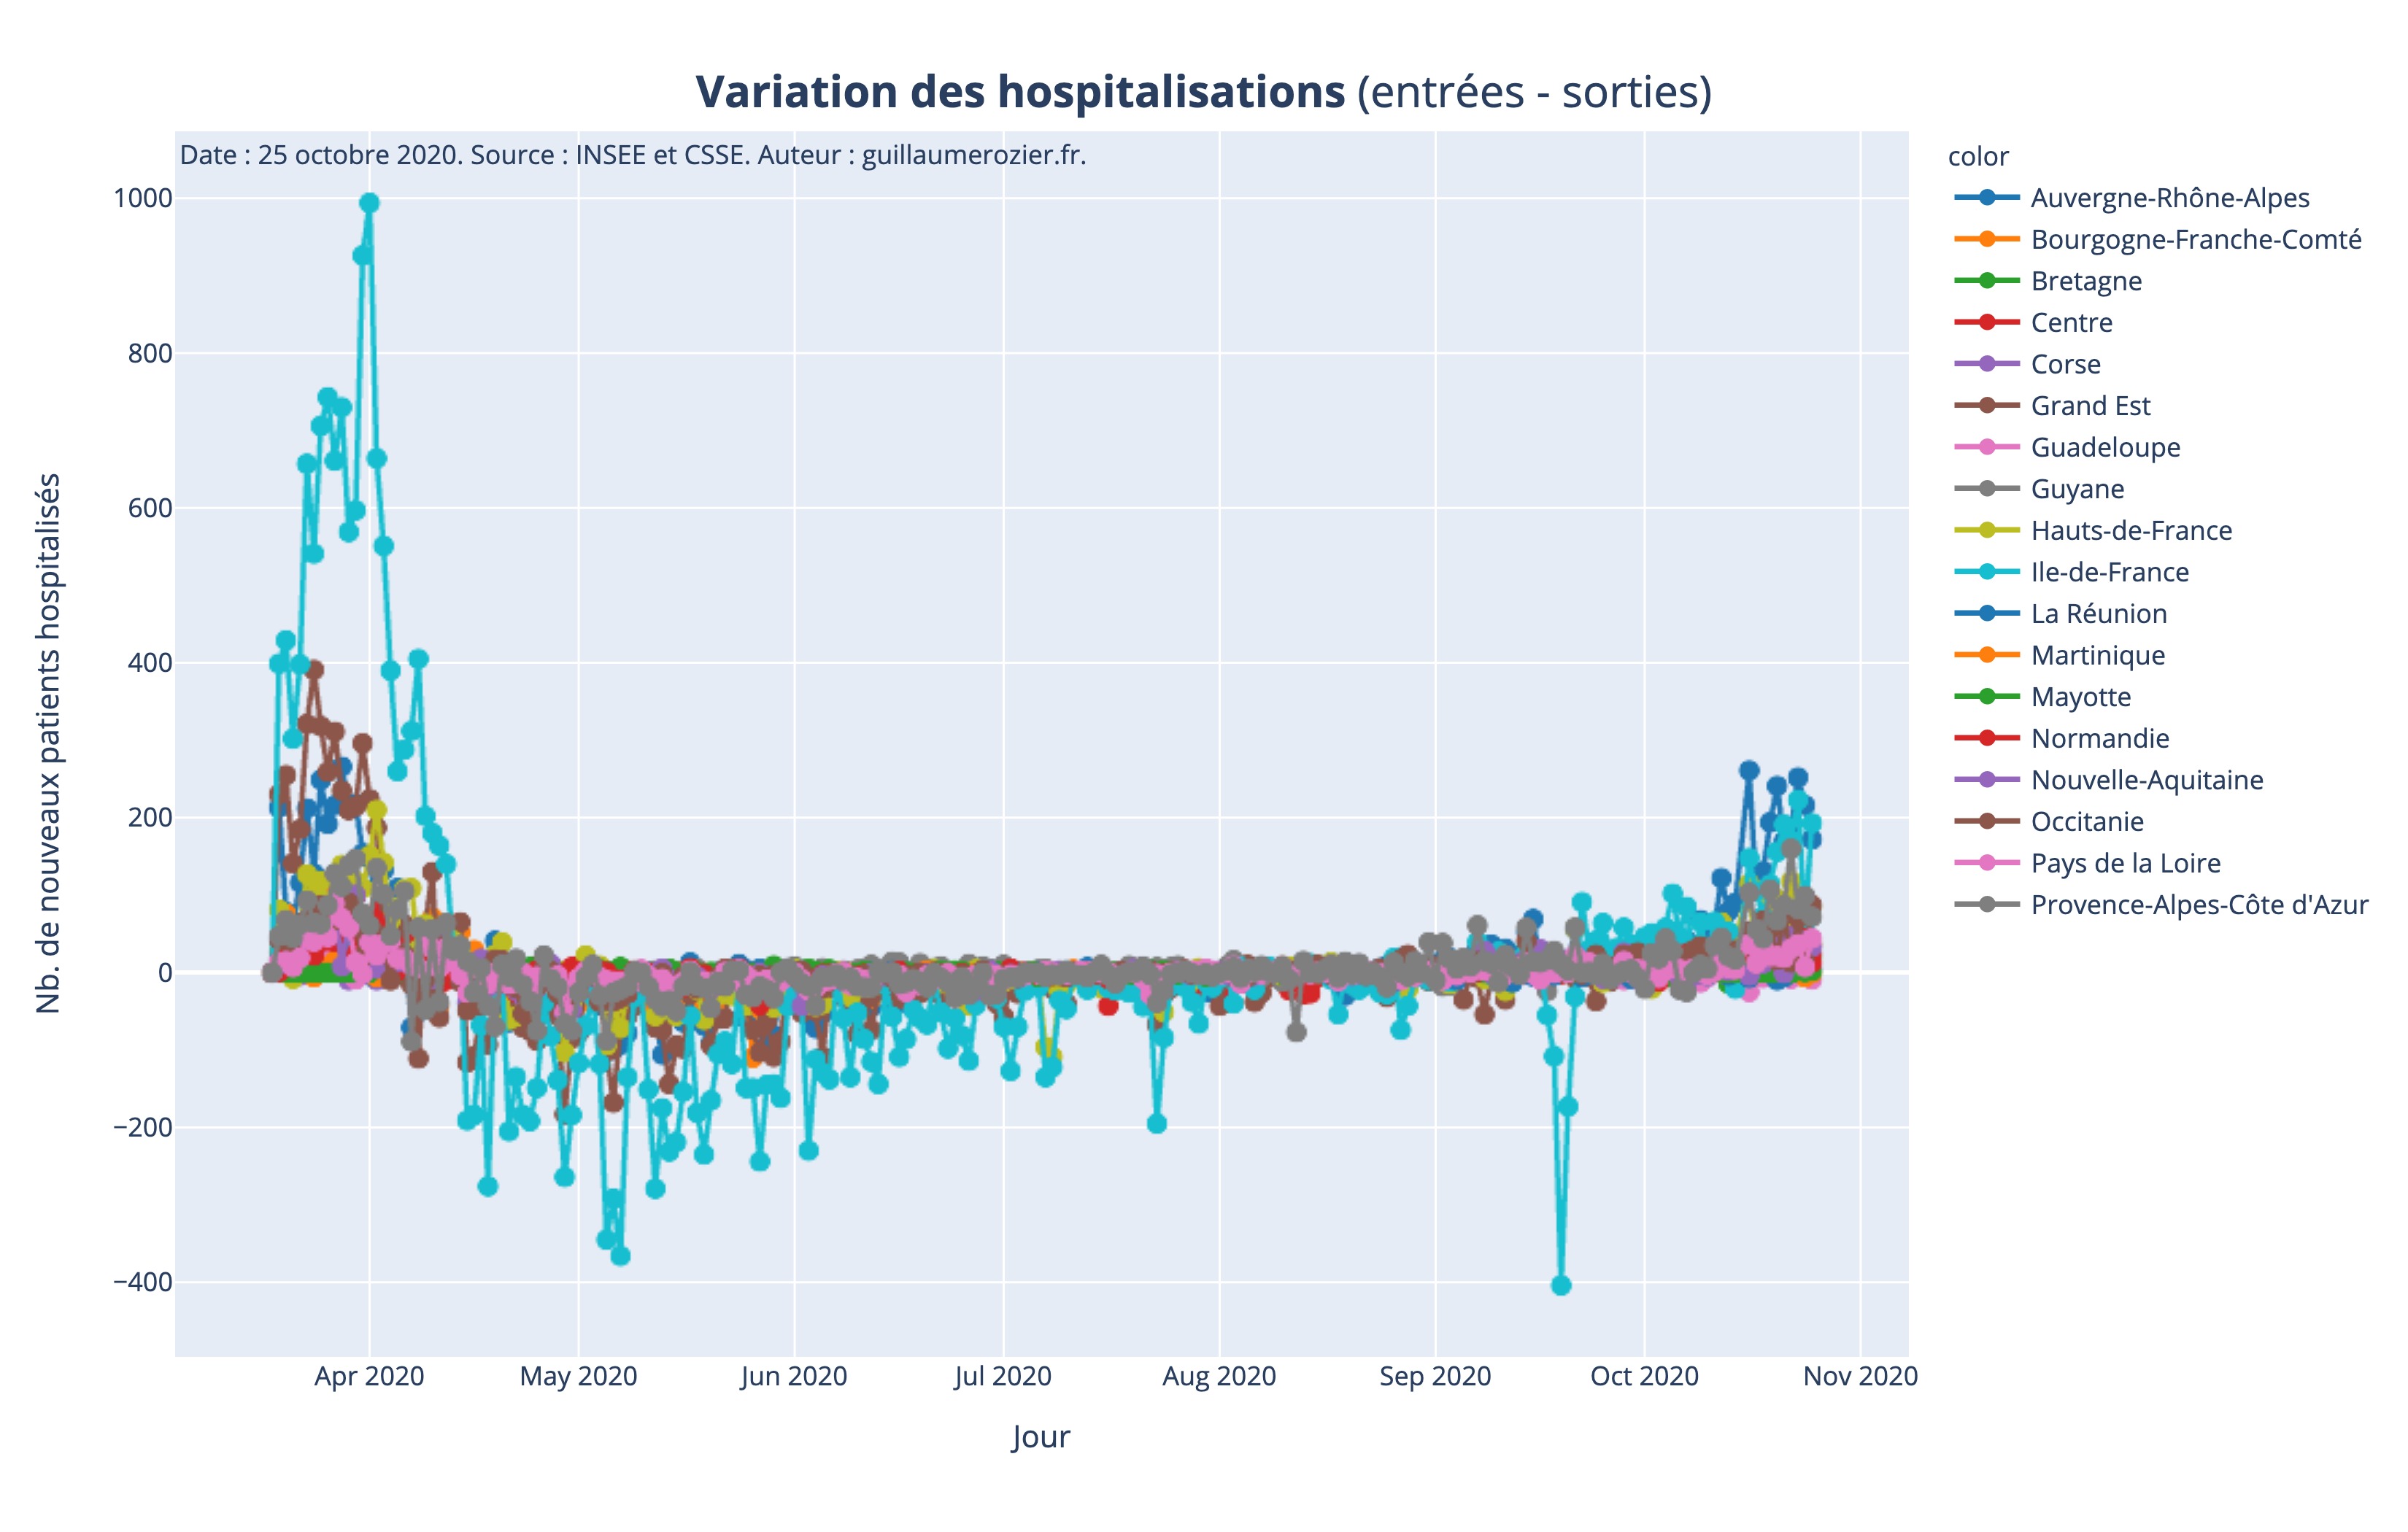 Variation des hospitalisations (entrées - sorties)
Date : 25 octobre 2020. Source : INSEE et CSSE. Auteur : guillaumerozier.fr.
Nb. de nouveaux patients hospitalisés
1000
800
600
400
200
0
−200
−400
Apr 2020
May 2020
Jun 2020
Jul 2020
Aug 2020
Sep 2020
Oct 2020
Nov 2020
Jour
color
Auvergne-Rhône-Alpes
Bourgogne-Franche-Comté
Bretagne
Centre
Corse
Grand Est
Guadeloupe
Guyane
Hauts-de-France
Ile-de-France
La Réunion
Martinique
Mayotte
Normandie
Nouvelle-Aquitaine
Occitanie
Pays de la Loire
Provence-Alpes-Côte d'Azur